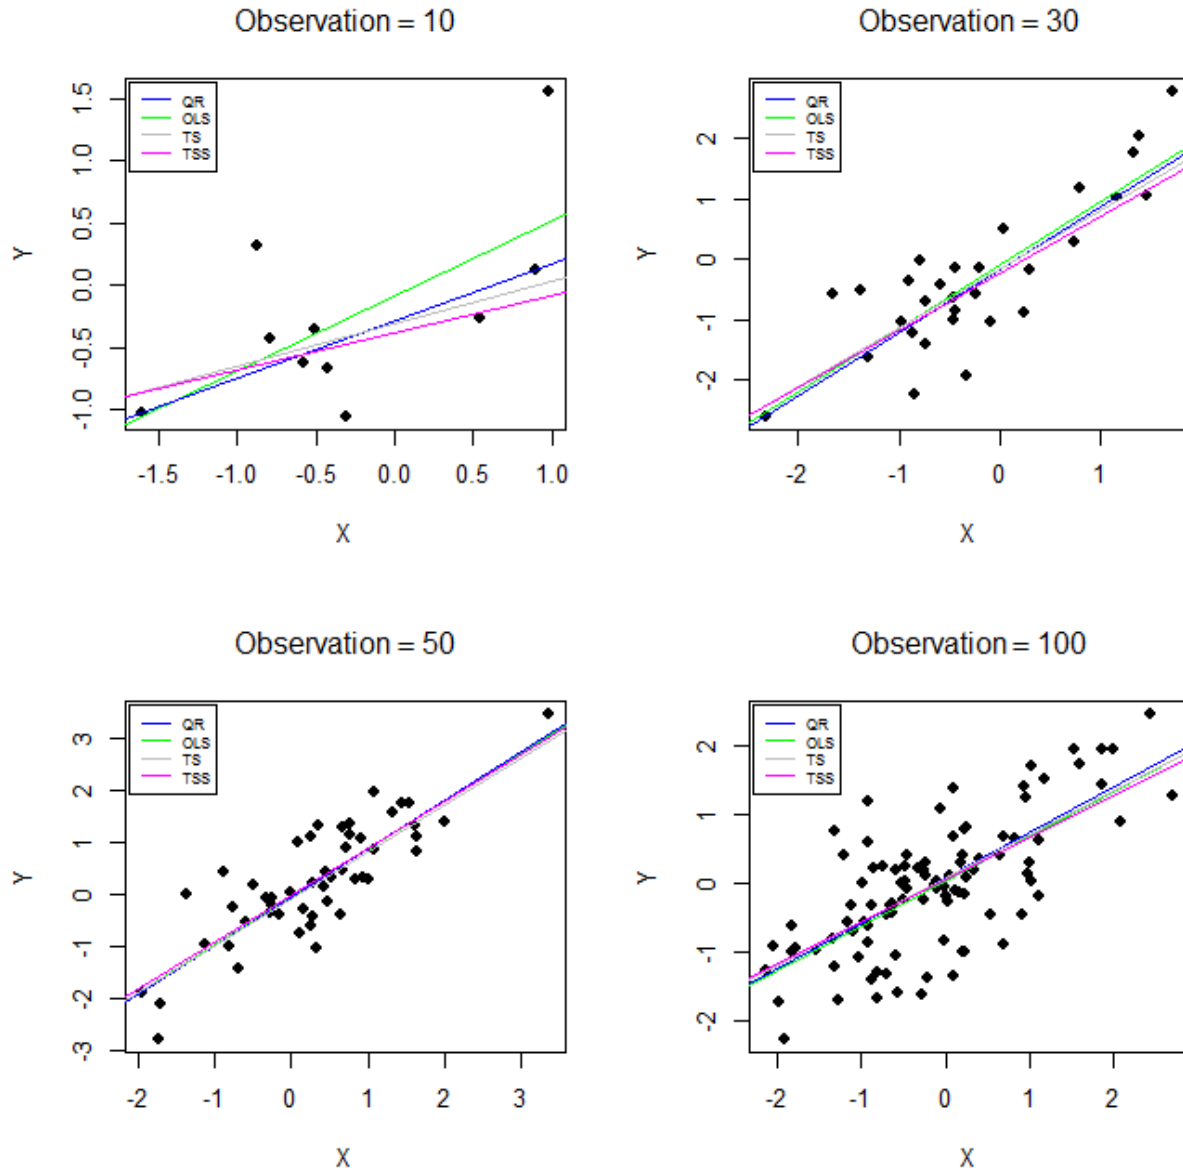 Observation = 10
QR
OLS
TS
TSS
Y
1.5
1.0
0.5
0.0
-0.5
-1.0
-1.5 -1.0 -0.5 0.0 0.5 1.0
X
Observation = 30
QR
OLS
TS
TSS
Y
2
1
0
-1
-2
-2 -1 0 1
X
Observation = 50
QR
OLS
TS
TSS
Y
3
2
1
0
-1
-2
-3
-2 -1 0 1 2 3
X
Observation = 100
QR
OLS
TS
TSS
Y
2
1
0
-1
-2
-2 -1 0 1 2
X